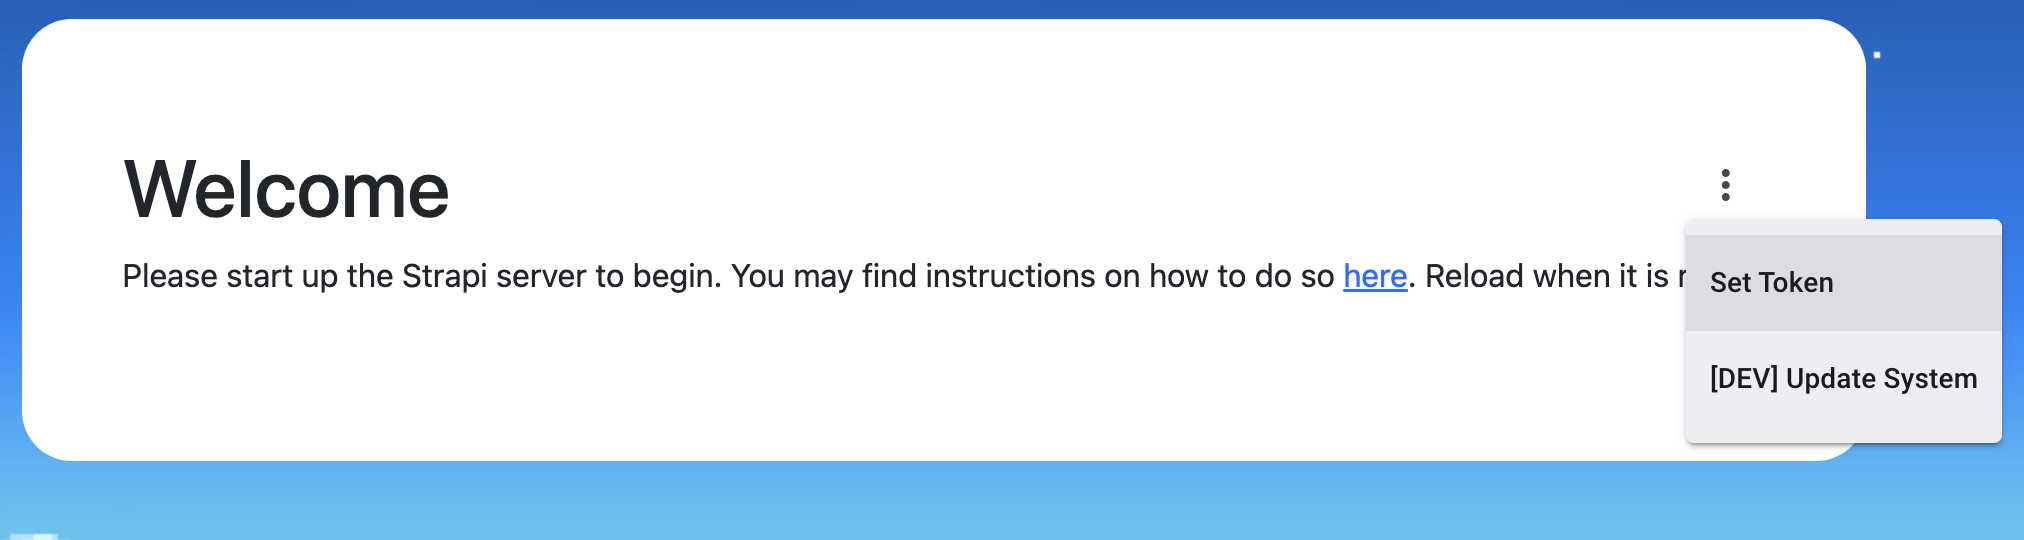 Welcome
Please start up the Strapi server to begin. You may find instructions on how to do so here. Reload when it is
Set Token
[DEV] Update System